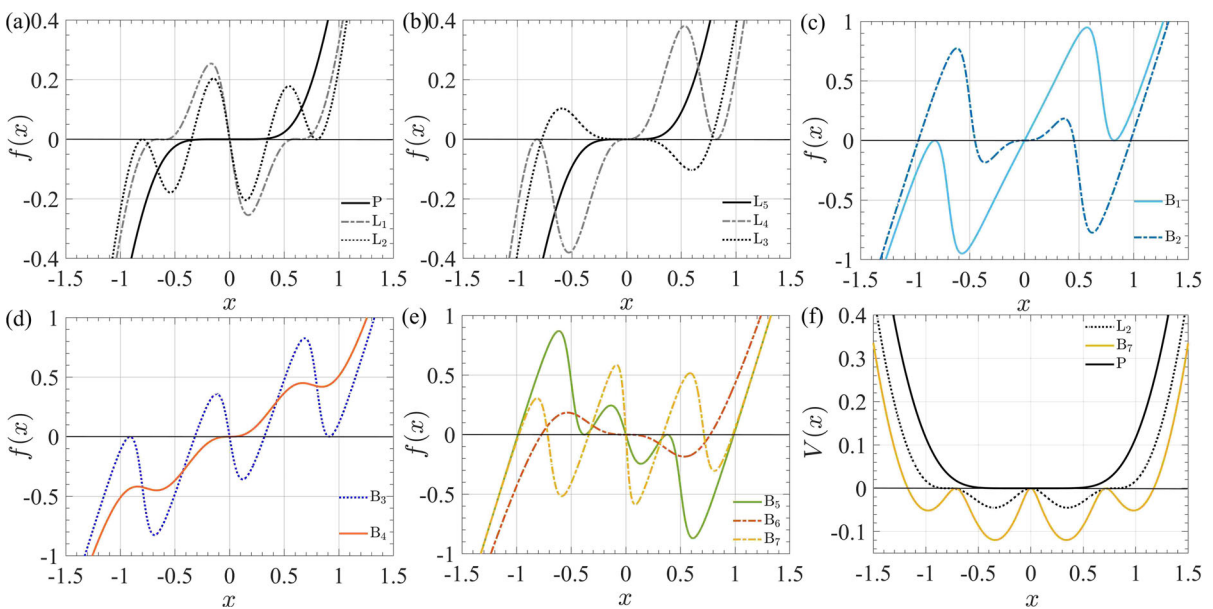 (a)
0.4
0.2
0
-0.2
-0.4
f(x)
P
L₁
L₂
-1.5 -1 -0.5 0 0.5 1 1.5
x
(b)
0.4
0.2
0
-0.2
-0.4
f(x)
L₅
L₄
L₃
-1.5 -1 -0.5 0 0.5 1 1.5
x
(c)
1
0.5
0
-0.5
-1
f(x)
B₁
B₂
-1.5 -1 -0.5 0 0.5 1 1.5
x
(d)
1
0.5
0
-0.5
-1
f(x)
B₃
B₄
-1.5 -1 -0.5 0 0.5 1 1.5
x
(e)
1
0.5
0
-0.5
-1
f(x)
B₅
B₆
B₇
-1.5 -1 -0.5 0 0.5 1 1.5
x
(f)
0.4
0.3
0.2
0.1
0
-0.1
V(x)
L₂
B₇
P
-1.5 -1 -0.5 0 0.5 1 1.5
x